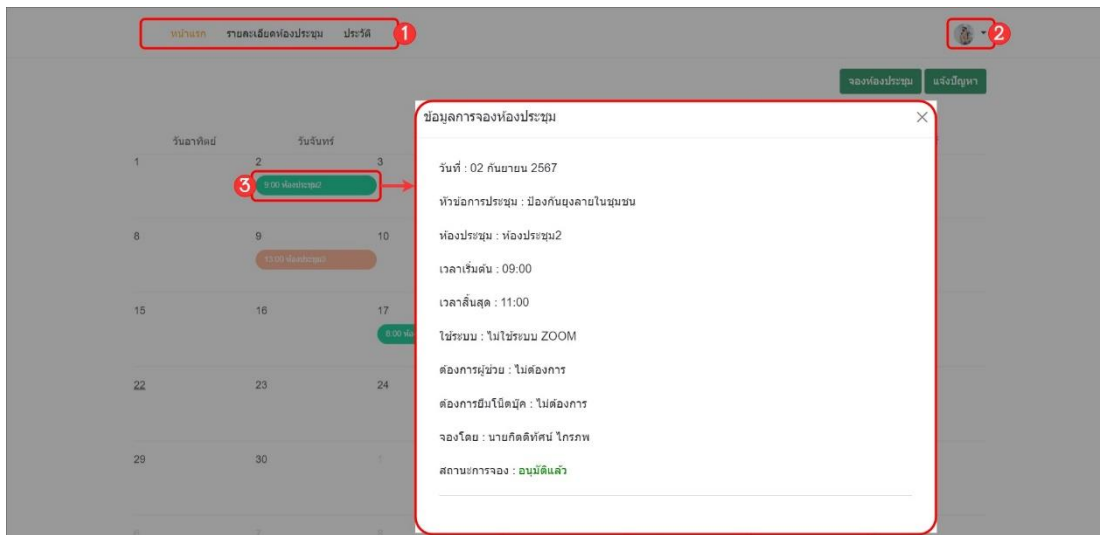 หน้าแรก รายละเอียดห้องประชุม ประวัติ 1
2
จองห้องประชุม แจ้งปัญหา
ข้อมูลการจองห้องประชุม
วันอาทิตย์ วันจันทร์
1 2 3
3 9:00 ห้องประชุม2
วันที่ : 02 กันยายน 2567
หัวข้อการประชุม : ป้องกันยุงลายในชุมชน
8 9 10
ห้องประชุม : ห้องประชุม2
เวลาเริ่มต้น : 09:00
เวลาสิ้นสุด : 11:00
15 16 17
8:00
ใช้ระบบ : ไม่ใช้ระบบ ZOOM
ต้องการผู้ช่วย : ไม่ต้องการ
22 23 24
ต้องการยืมโน็ตบุ๊ค : ไม่ต้องการ
จองโดย : นายกิตติทัศน์ ไกรภพ
29 30 1
สถานะการจอง : อนุมัติแล้ว